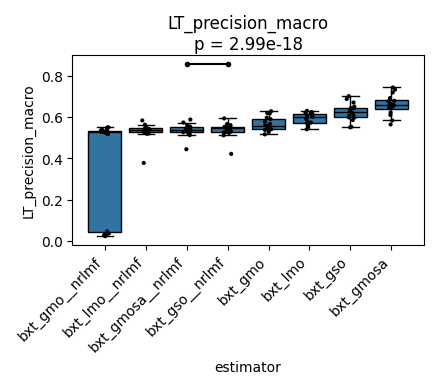 LT_precision_macro
p = 2.99e-18
LT_precision_macro
0.8
0.6
0.4
0.2
0.0
bxt_gmo__nrlmf
bxt_lmo__nrlmf
bxt_gmosa__nrlmf
bxt_gso__nrlmf
bxt_gmo
bxt_lmo
bxt_gso
bxt_gmosa
estimator